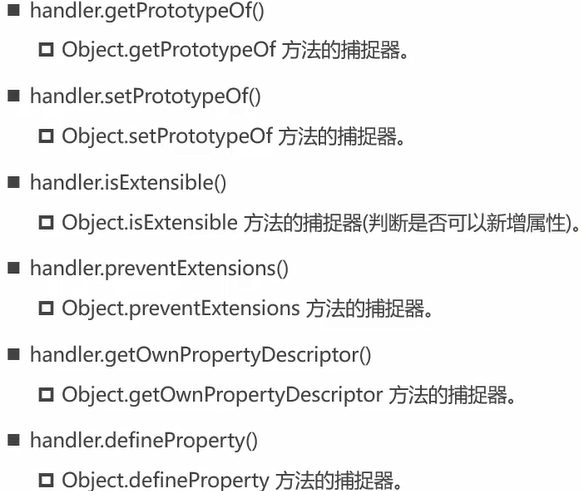 handler.getPrototypeOf()
Object.getPrototypeOf 方法的捕捉器。
handler.setPrototypeOf()
Object.setPrototypeOf 方法的捕捉器。
handler.isExtensible()
Object.isExtensible 方法的捕捉器(判断是否可以新增属性)。
handler.preventExtensions()
Object.preventExtensions 方法的捕捉器。
handler.getOwnPropertyDescriptor()
Object.getOwnPropertyDescriptor 方法的捕捉器。
handler.defineProperty()
Object.defineProperty 方法的捕捉器。